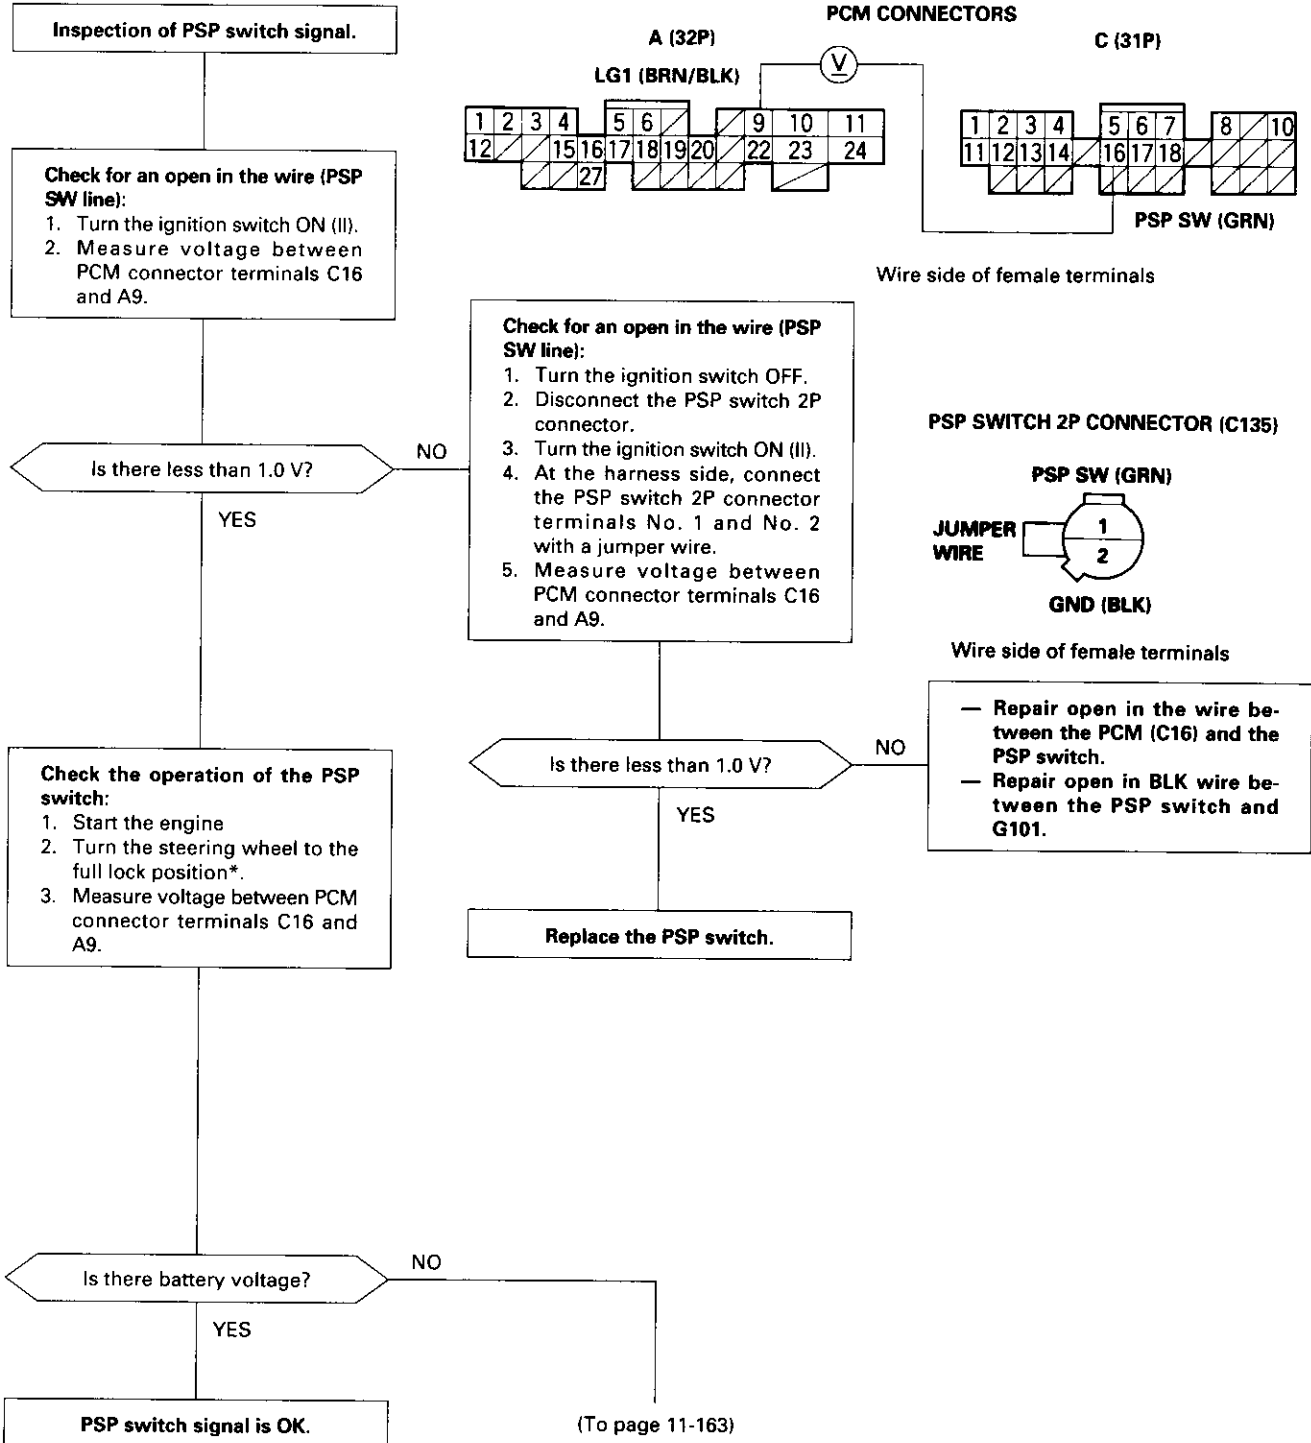 Inspection of PSP switch signal.
PCM CONNECTORS
A (32P)
C (31P)
LG1 (BRN/BLK)
V
1 2 3 4 5 6 9 10 11
12 15 16 17 18 19 20 22 23 24
27
1 2 3 4 5 6 7 8 10
11 12 13 14 16 17 18
PSP SW (GRN)
Wire side of female terminals
Check for an open in the wire (PSP
SW line):
1. Turn the ignition switch ON (II).
2. Measure voltage between
PCM connector terminals C16
and A9.
Is there less than 1.0 V?
NO
YES
Check for an open in the wire (PSP
SW line):
1. Turn the ignition switch OFF.
2. Disconnect the PSP switch 2P
connector.
3. Turn the ignition switch ON (II).
4. At the harness side, connect
the PSP switch 2P connector
terminals No. 1 and No. 2
with a jumper wire.
5. Measure voltage between
PCM connector terminals C16
and A9.
PSP SWITCH 2P CONNECTOR (C135)
PSP SW (GRN)
JUMPER
WIRE
1
2
GND (BLK)
Wire side of female terminals
Is there less than 1.0 V?
NO
YES
— Repair open in the wire be-
tween the PCM (C16) and the
PSP switch.
— Repair open in BLK wire be-
tween the PSP switch and
G101.
Replace the PSP switch.
Check the operation of the PSP
switch:
1. Start the engine
2. Turn the steering wheel to the
full lock position*.
3. Measure voltage between PCM
connector terminals C16 and
A9.
Is there battery voltage?
NO
YES
PSP switch signal is OK.
(To page 11-163)